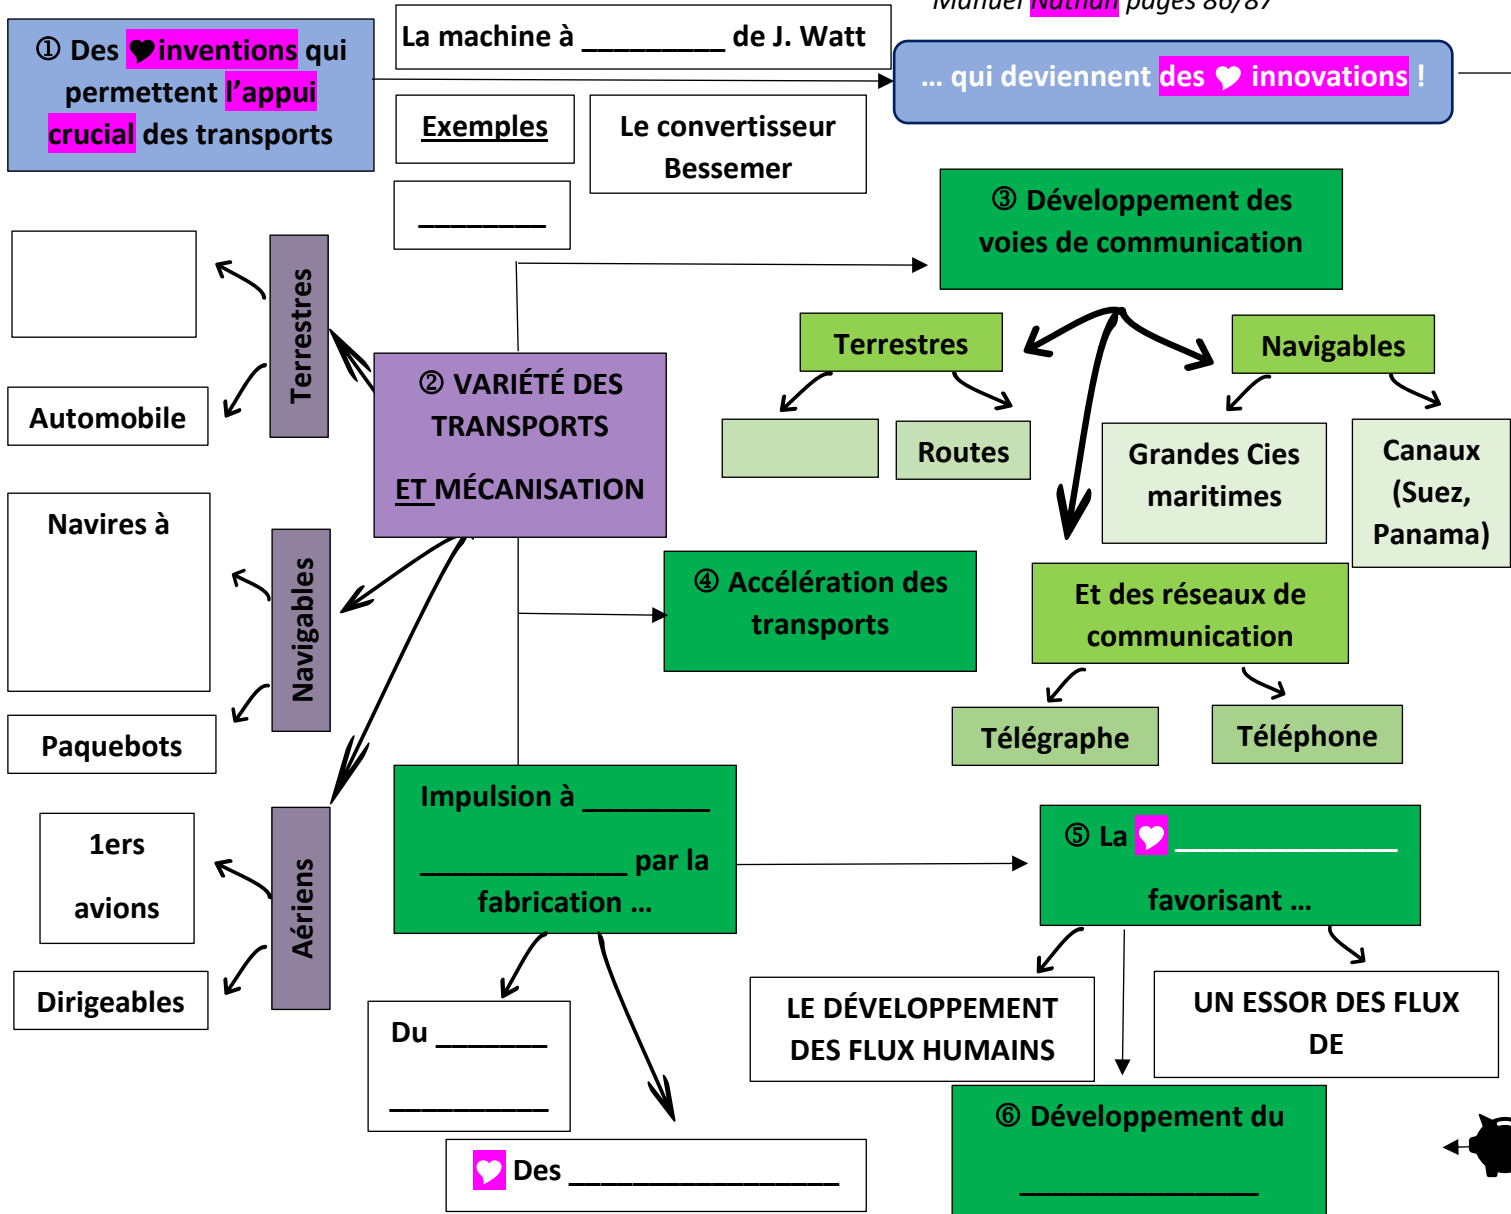 Manuel Nathan pages 86/87
① Des ♥inventions qui
permettent l'appui
crucial des transports
La machine à _________ de J. Watt
Exemples
________
Le convertisseur
Bessemer
... qui deviennent des ♥ innovations !
② VARIÉTÉ DES
TRANSPORTS
ET MÉCANISATION
Terrestres
Automobile
Navigables
Navires à
Paquebots
Aériens
1ers
avions
Dirigeables
③ Développement des
voies de communication
Terrestres
Routes
Navigables
Grandes Cies
maritimes
Canaux
(Suez,
Panama)
Et des réseaux de
communication
Télégraphe
Téléphone
④ Accélération des
transports
Impulsion à ________
_____________ par la
fabrication ...
Du _______
__________
♥ Des _________________
⑤ La ♥ ______________
favorisant ...
LE DÉVELOPPEMENT
DES FLUX HUMAINS
UN ESSOR DES FLUX
DE
⑥ Développement du
_______________